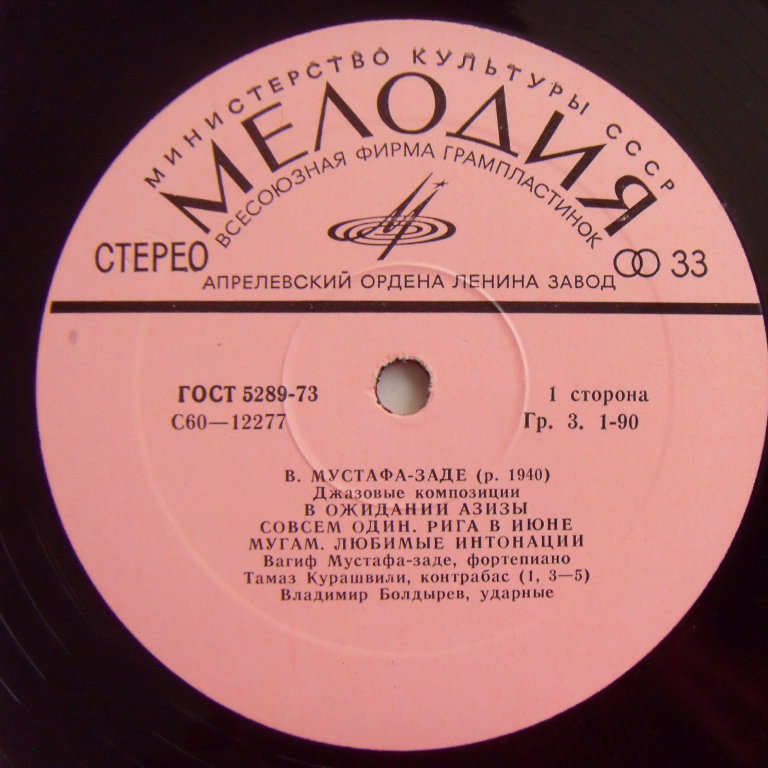 МИНИСТЕРСТВО КУЛЬТУРЫ СССР
МЕЛОДИЯ
ВСЕСОЮЗНАЯ ФИРМА ГРАМПЛАСТИНОК
СТЕРЕО
33
АПРЕЛЕВСКИЙ ОРДЕНА ЛЕНИНА ЗАВОД
ГОСТ 5289-73
1 сторона
С60—12277
Гр. 3. 1-90
В. МУСТАФА-ЗАДЕ (р. 1940)
Джазовые композиции
В ОЖИДАНИИ АЗИЗЫ
СОВСЕМ ОДИН. РИГА В ИЮНЕ
МУГАМ. ЛЮБИМЫЕ ИНТОНАЦИИ
Вагиф Мустафа-заде, фортепиано
Тамаз Курашвили, контрабас (1, 3—5)
Владимир Болдырев, ударные